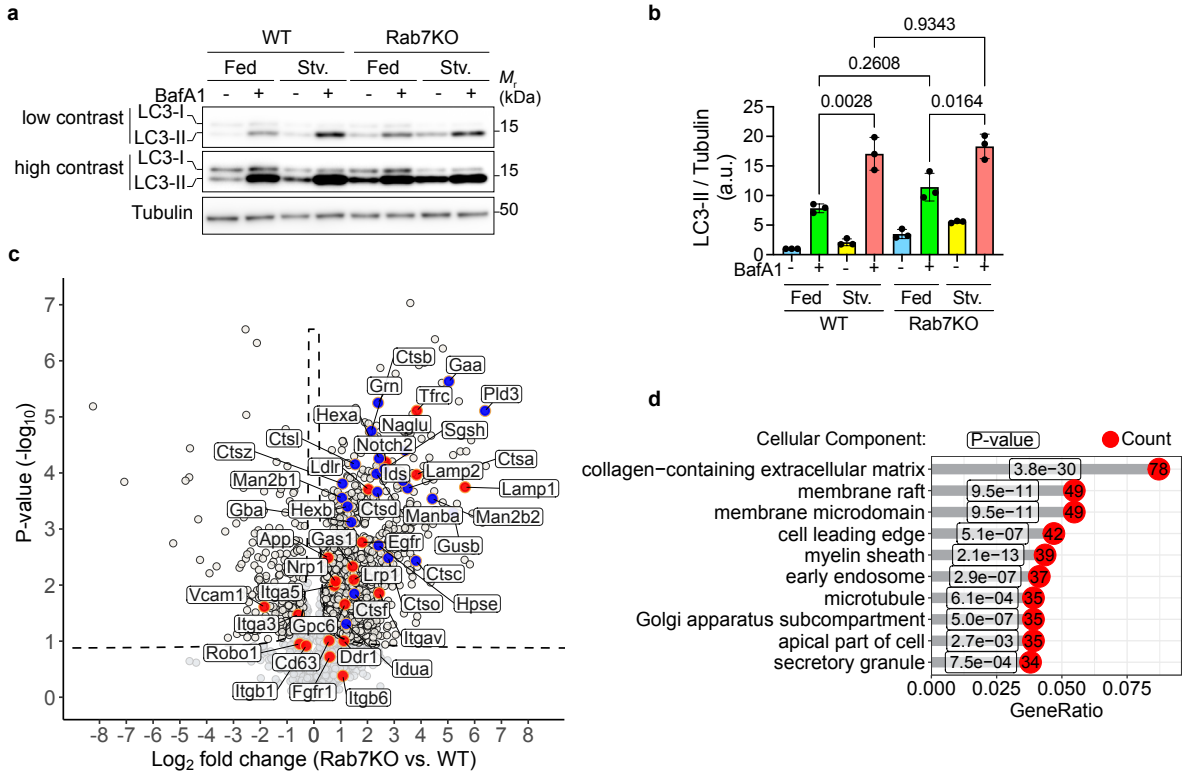 a
WT Rab7KO
Fed Stv. Fed Stv.
Mr (kDa)
BafA1 - + - + - + - +
low contrast
LC3-I
LC3-II
15
high contrast
LC3-I
LC3-II
15
Tubulin
50
b
0.9343
0.2608
0.0028 0.0164
LC3-II / Tubulin (a.u.)
25
20
15
10
5
0
BafA1 - + - + - + - +
Fed Stv. Fed Stv.
WT Rab7KO
c
P-value (-log10)
7
6
5
4
3
2
1
0
Ctsb
Gaa
Grn
Tfrc
Pld3
Hexa
Naglu
Sgsh
Ctsl
Notch2
Ctsz
Ldlr
Ids
Lamp2
Ctsa
Man2b1
Lamp1
Gba
Hexb
Ctsd
Manba
Man2b2
App
Gas1
Egfr
Gusb
Nrp1
Lrp1
Ctsc
Vcam1
Itga5
Ctsf
Ctso
Hpse
Itga3
Gpc6
Itgav
Robo1
Cd63
Ddr1
Idua
Itgb1
Fgfr1
Itgb6
-8 -7 -6 -5 -4 -3 -2 -1 0 1 2 3 4 5 6 7 8
Log2 fold change (Rab7KO vs. WT)
d
Cellular Component: P-value Count
collagen−containing extracellular matrix 3.8e−30 78
membrane raft 9.5e−11 49
membrane microdomain 9.5e−11 49
cell leading edge 5.1e−07 42
myelin sheath 2.1e−13 39
early endosome 2.9e−07 37
microtubule 6.1e−04 35
Golgi apparatus subcompartment 5.0e−07 35
apical part of cell 2.7e−03 35
secretory granule 7.5e−04 34
0.000 0.025 0.050 0.075
GeneRatio